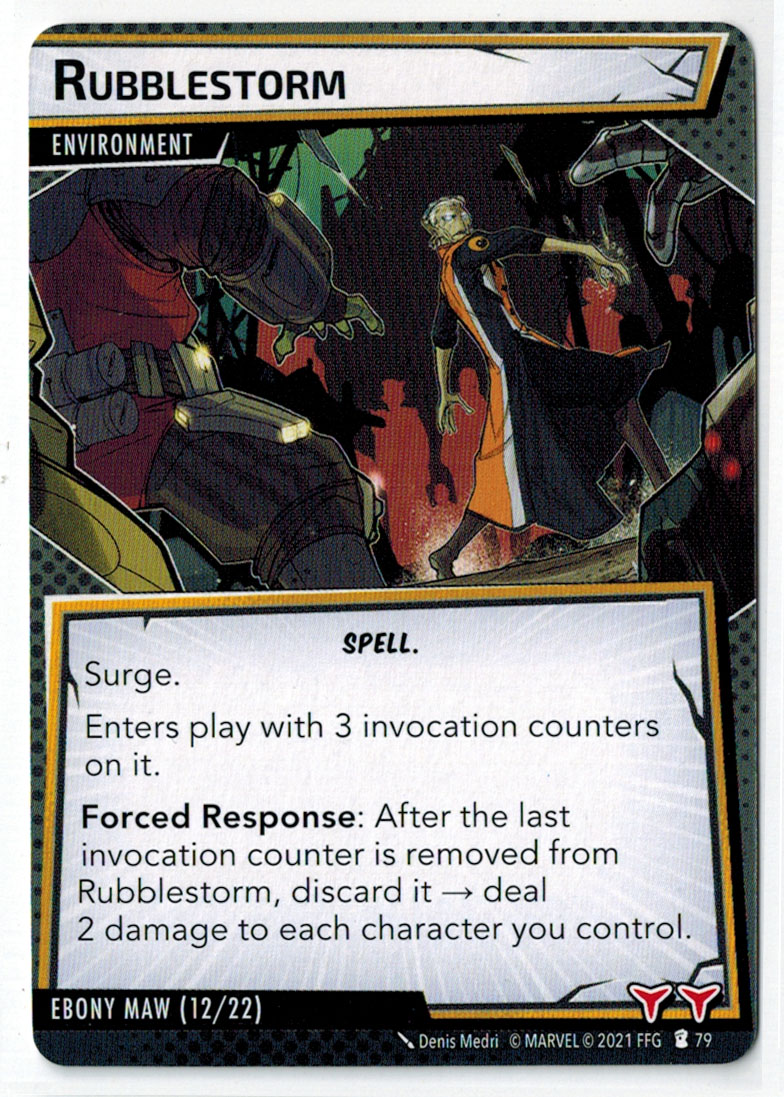 RUBBLESTORM
ENVIRONMENT
SPELL.
Surge.
Enters play with 3 invocation counters
on it.
Forced Response: After the last
invocation counter is removed from
Rubblestorm, discard it → deal
2 damage to each character you control.
EBONY MAW (12/22)
Denis Medri © MARVEL © 2021 FFG 79